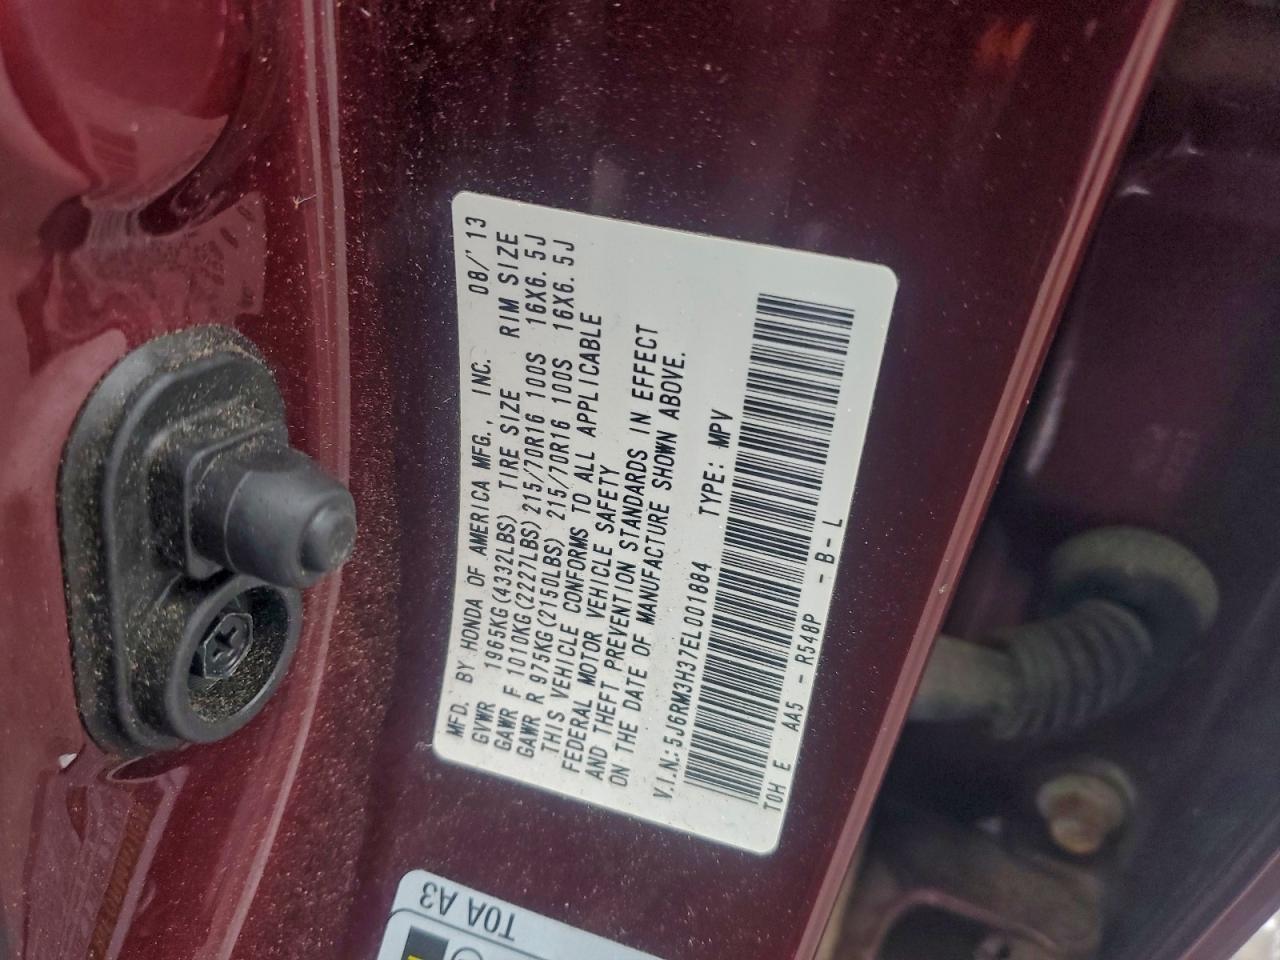 MFD. BY HONDA OF AMERICA MFG., INC. 08/'13
GVWR 1965KG(4332LBS) TIRE SIZE RIM SIZE
GAWR F 1010KG(2227LBS) 215/70R16 100S 16X6.5J
GAWR R 975KG(2150LBS) 215/70R16 100S 16X6.5J
THIS VEHICLE CONFORMS TO ALL APPLICABLE
FEDERAL MOTOR VEHICLE SAFETY
AND THEFT PREVENTION STANDARDS IN EFFECT
ON THE DATE OF MANUFACTURE SHOWN ABOVE.
V.I.N.:5J6RM3H37EL001884 TYPE: MPV
TOH E AA5 - R548P - B - L
T0A A3